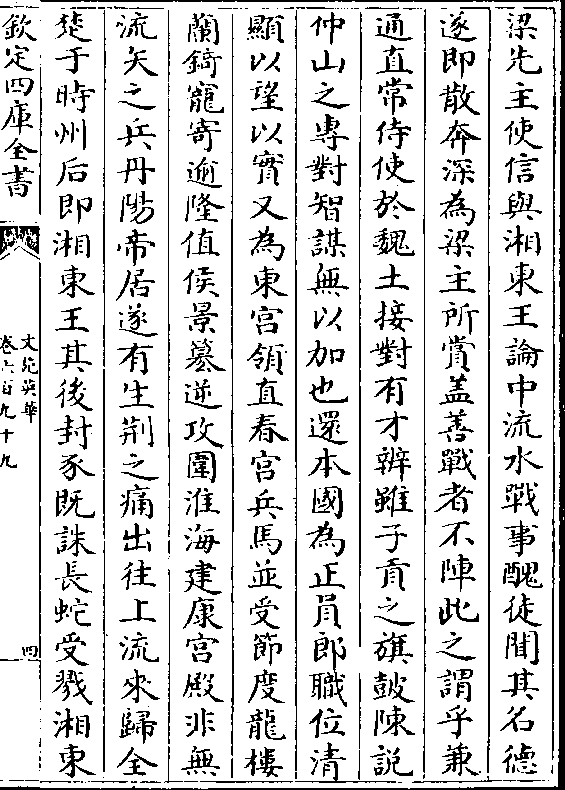 梁先主使信與湘東王論中流水戰事醜徒聞其名德
遂即散奔深為梁主所賞盖善戰者不陣此之謂乎兼
通直常侍使於魏土接對有才辨雖子貢之旗鼓陳說
仲山之專對智謀無以加也還本國為正員郎職位清
顯以望以實又為東宮領直春宮兵馬並受節度龍樓
蘭錡寵寄逾隆值侯景簒逆攻圍淮海建康宮殿非無
流矢之兵丹陽帝居遂有生荆之痛出往上流來歸全
楚于時州后即湘東王其後封豕既誅長蛇受戮湘東
欽定四庫全書
文苑英華
卷六百九十九
四